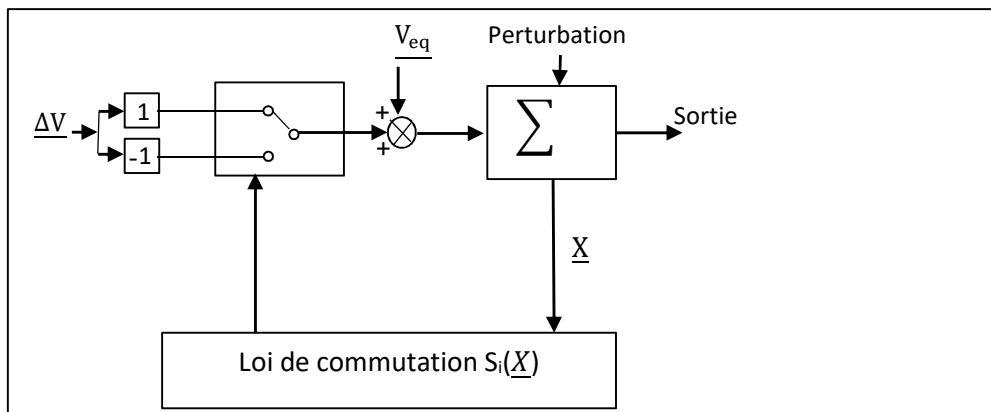 V_eq
Perturbation
ΔV
1
-1
+
+
∑
Sortie
X
Loi de commutation S_i(X)